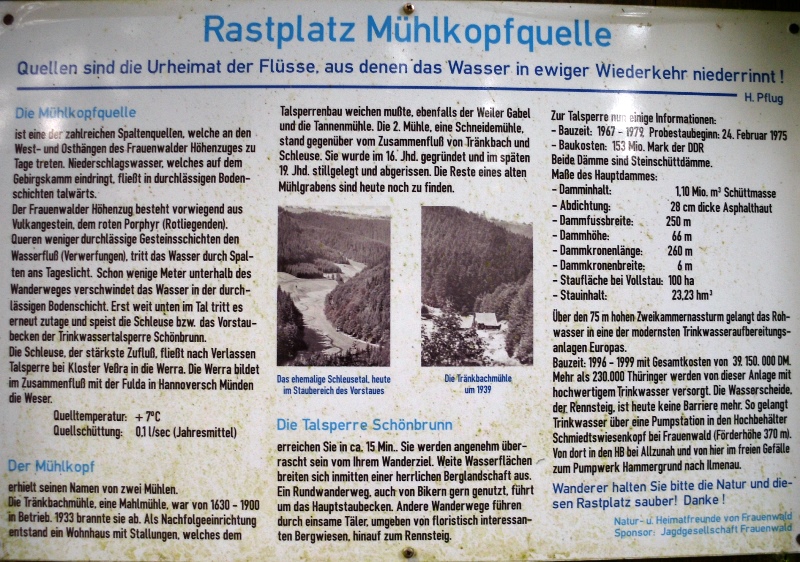 Rastplatz Mühlkopfquelle
Quellen sind die Urheimat der Flüsse, aus denen das Wasser in ewiger Wiederkehr niederrinnt !
H. Pflug
Die Mühlkopfquelle
ist eine der zahlreichen Spaltenquellen, welche an den
West- und Osthängen des Frauenwalder Höhenzuges zu
Tage treten. Niederschlagswasser, welches auf dem
Gebirgskamm eindringt, fließt in durchlässigen Boden-
schichten talwärts.
Der Frauenwalder Höhenzug besteht vorwiegend aus
Vulkangestein, dem roten Porphyr (Rotliegenden).
Queren weniger durchlässige Gesteinsschichten den
Wasserfluß (Verwerfungen), tritt das Wasser durch Spal-
ten ans Tageslicht. Schon wenige Meter unterhalb des
Wanderweges verschwindet das Wasser in der durch-
lässigen Bodenschicht. Erst weit unten im Tal tritt es
erneut zutage und speist die Schleuse bzw. das Vorstau-
becken der Trinkwassertalsperre Schönbrunn.
Die Schleuse, der stärkste Zufluß, fließt nach Verlassen
Talsperre bei Kloster Veßra in die Werra. Die Werra bildet
im Zusammenfluß mit der Fulda in Hannoversch Münden
die Weser.
Quelltemperatur: + 7°C
Quellschüttung: 0,1 l/sec (Jahresmittel)
Der Mühlkopf
erhielt seinen Namen von zwei Mühlen.
Die Tränkbachmühle, eine Mahlmühle, war von 1630 - 1900
in Betrieb. 1933 brannte sie ab. Als Nachfolgeeinrichtung
entstand ein Wohnhaus mit Stallungen, welches dem
Talsperrenbau weichen mußte, ebenfalls der Weiler Gabel
und die Tannenmühle. Die 2. Mühle, eine Schneidemühle,
stand gegenüber vom Zusammenfluß von Tränkbach und
Schleuse. Sie wurde im 16. Jhd. gegründet und im späten
19. Jhd. stillgelegt und abgerissen. Die Reste eines alten
Mühlgrabens sind heute noch zu finden.
Das ehemalige Schleusetal, heute
im Staubereich des Vorstaues
Die Tränkbachmühle
um 1939
Die Talsperre Schönbrunn
erreichen Sie in ca. 15 Min.. Sie werden angenehm über-
rascht sein vom Ihrem Wanderziel. Weite Wasserflächen
breiten sich inmitten einer herrlichen Berglandschaft aus.
Ein Rundwanderweg, auch von Bikern gern genutzt, führt
um das Hauptstaubecken. Andere Wanderwege führen
durch einsame Täler, umgeben von floristisch interessan-
ten Bergwiesen, hinauf zum Rennsteig.
Zur Talsperre nun einige Informationen:
- Bauzeit: 1967 - 1979, Probestaubeginn: 24. Februar 1975
- Baukosten: 153 Mio. Mark der DDR
Beide Dämme sind Steinschüttdämme.
Maße des Hauptdammes:
- Damminhalt: 1,10 Mio. m³ Schüttmasse
- Abdichtung: 28 cm dicke Asphalthaut
- Dammfussbreite: 250 m
- Dammhöhe: 66 m
- Dammkronenlänge: 260 m
- Dammkronenbreite; 6 m
- Staufläche bei Vollstau: 100 ha
- Stauinhalt: 23,23 hm³
Über den 75 m hohen Zweikammernassturm gelangt das Roh-
wasser in eine der modernsten Trinkwasseraufbereitungs-
anlagen Europas.
Bauzeit: 1996 - 1999 mit Gesamtkosten von 39. 150. 000 DM.
Mehr als 230.000 Thüringer werden von dieser Anlage mit
hochwertigem Trinkwasser versorgt. Die Wasserscheide,
der Rennsteig, ist heute keine Barriere mehr. So gelangt
Trinkwasser über eine Pumpstation in den Hochbehälter
Schmiedtswiesenkopf bei Frauenwald (Förderhöhe 370 m).
Von dort in den HB bei Allzunah und von hier im freien Gefälle
zum Pumpwerk Hammergrund nach Ilmenau.
Wanderer halten Sie bitte die Natur und die-
sen Rastplatz sauber! Danke !
Natur- u. Heimatfreunde von Frauenwald
Sponsor: Jagdgesellschaft Frauenwald